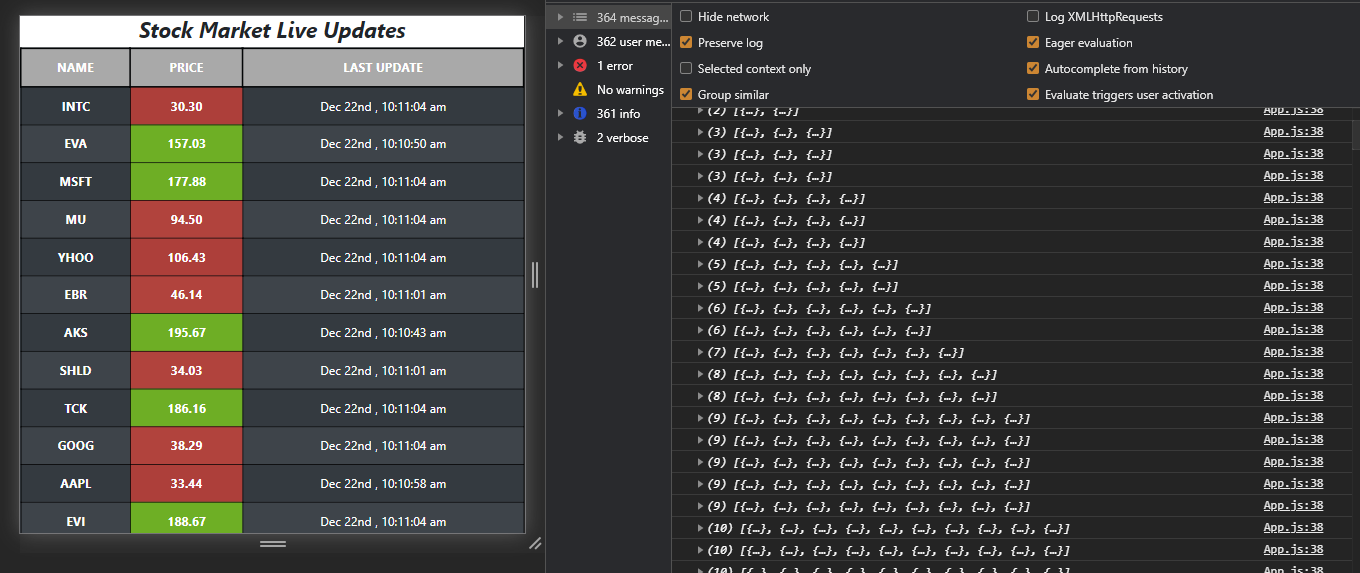 Stock Market Live Updates
NAME PRICE LAST UPDATE
INTC 30.30 Dec 22nd , 10:11:04 am
EVA 157.03 Dec 22nd , 10:10:50 am
MSFT 177.88 Dec 22nd , 10:11:04 am
MU 94.50 Dec 22nd , 10:11:04 am
YHOO 106.43 Dec 22nd , 10:11:04 am
EBR 46.14 Dec 22nd , 10:11:01 am
AKS 195.67 Dec 22nd , 10:10:43 am
SHLD 34.03 Dec 22nd , 10:11:01 am
TCK 186.16 Dec 22nd , 10:11:04 am
GOOG 38.29 Dec 22nd , 10:11:04 am
AAPL 33.44 Dec 22nd , 10:10:58 am
EVI 188.67 Dec 22nd , 10:11:04 am
364 messag...
362 user me...
1 error
No warnings
361 info
2 verbose
Hide network
Log XMLHttpRequests
Preserve log
Eager evaluation
Selected context only
Autocomplete from history
Group similar
Evaluate triggers user activation
(2) [{…}, {…}] App.js:38
(3) [{…}, {…}, {…}] App.js:38
(3) [{…}, {…}, {…}] App.js:38
(3) [{…}, {…}, {…}] App.js:38
(4) [{…}, {…}, {…}, {…}] App.js:38
(4) [{…}, {…}, {…}, {…}] App.js:38
(4) [{…}, {…}, {…}, {…}] App.js:38
(5) [{…}, {…}, {…}, {…}, {…}] App.js:38
(5) [{…}, {…}, {…}, {…}, {…}] App.js:38
(6) [{…}, {…}, {…}, {…}, {…}, {…}] App.js:38
(6) [{…}, {…}, {…}, {…}, {…}, {…}] App.js:38
(7) [{…}, {…}, {…}, {…}, {…}, {…}, {…}] App.js:38
(8) [{…}, {…}, {…}, {…}, {…}, {…}, {…}, {…}] App.js:38
(8) [{…}, {…}, {…}, {…}, {…}, {…}, {…}, {…}] App.js:38
(9) [{…}, {…}, {…}, {…}, {…}, {…}, {…}, {…}, {…}] App.js:38
(9) [{…}, {…}, {…}, {…}, {…}, {…}, {…}, {…}, {…}] App.js:38
(9) [{…}, {…}, {…}, {…}, {…}, {…}, {…}, {…}, {…}] App.js:38
(9) [{…}, {…}, {…}, {…}, {…}, {…}, {…}, {…}, {…}] App.js:38
(9) [{…}, {…}, {…}, {…}, {…}, {…}, {…}, {…}, {…}] App.js:38
(10) [{…}, {…}, {…}, {…}, {…}, {…}, {…}, {…}, {…}, {…}] App.js:38
(10) [{…}, {…}, {…}, {…}, {…}, {…}, {…}, {…}, {…}, {…}] App.js:38
(10) [{…}, {…}, {…}, {…}, {…}, {…}, {…}, {…}, {…}, {…}] App.js:38